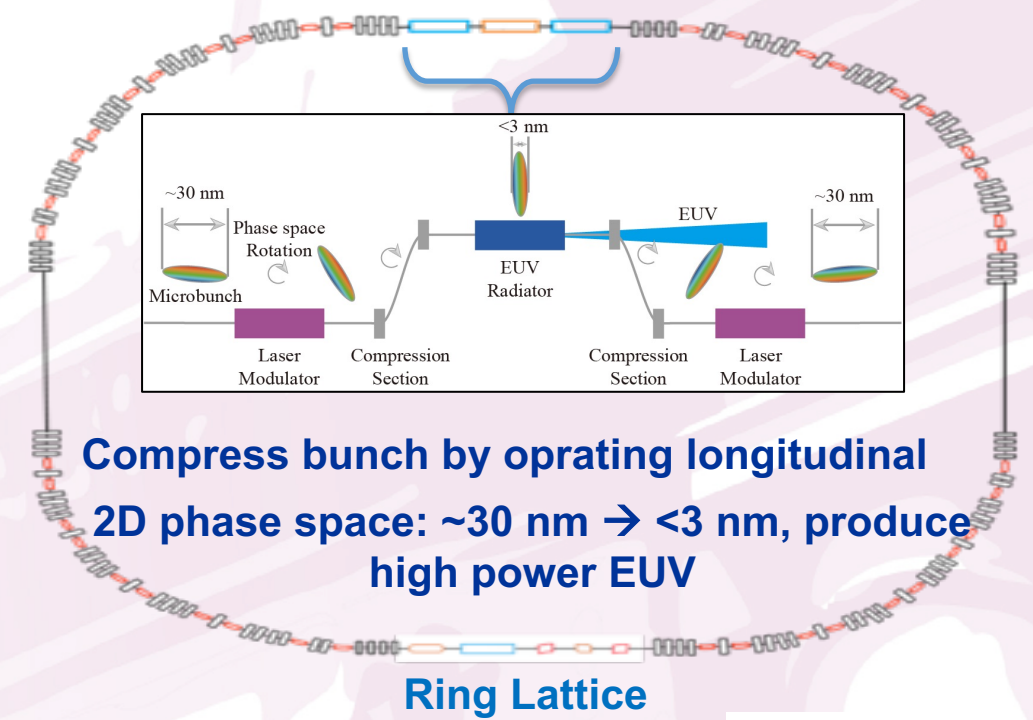 <3 nm
~30 nm
~30 nm
EUV
Phase space
Rotation
EUV
Radiator
Microbunch
Laser
Modulator
Compression
Section
Compression
Section
Laser
Modulator
Compress bunch by oprating longitudinal
2D phase space: ~30 nm → <3 nm, produce
high power EUV
Ring Lattice